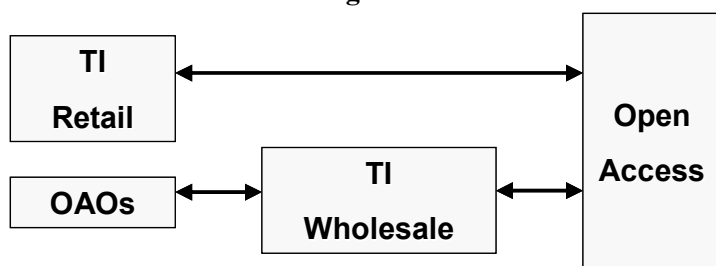 TI
Retail
OAOs
TI
Wholesale
Open
Access